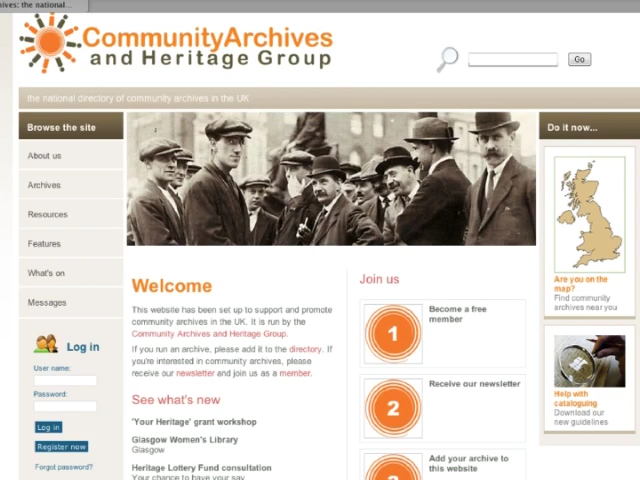 ives: the national...
CommunityArchives
and Heritage Group
Go
the national directory of community archives in the UK
Browse the site
About us
Archives
Resources
Features
What's on
Messages
Log in
User name:
Password:
Log in
Register now
Forgot password?
Welcome
This website has been set up to support and promote
community archives in the UK. It is run by the
Community Archives and Heritage Group.
If you run an archive, please add it to the directory. If
you're interested in community archives, please
receive our newsletter and join us as a member.
See what's new
'Your Heritage' grant workshop
Glasgow Women's Library
Glasgow
Heritage Lottery Fund consultation
Your chance to have your say
Join us
1
Become a free
member
2
Receive our newsletter
3
Add your archive to
this website
Do it now...
Are you on the
map?
Find community
archives near you
Help with
cataloguing
Download our
new guidelines